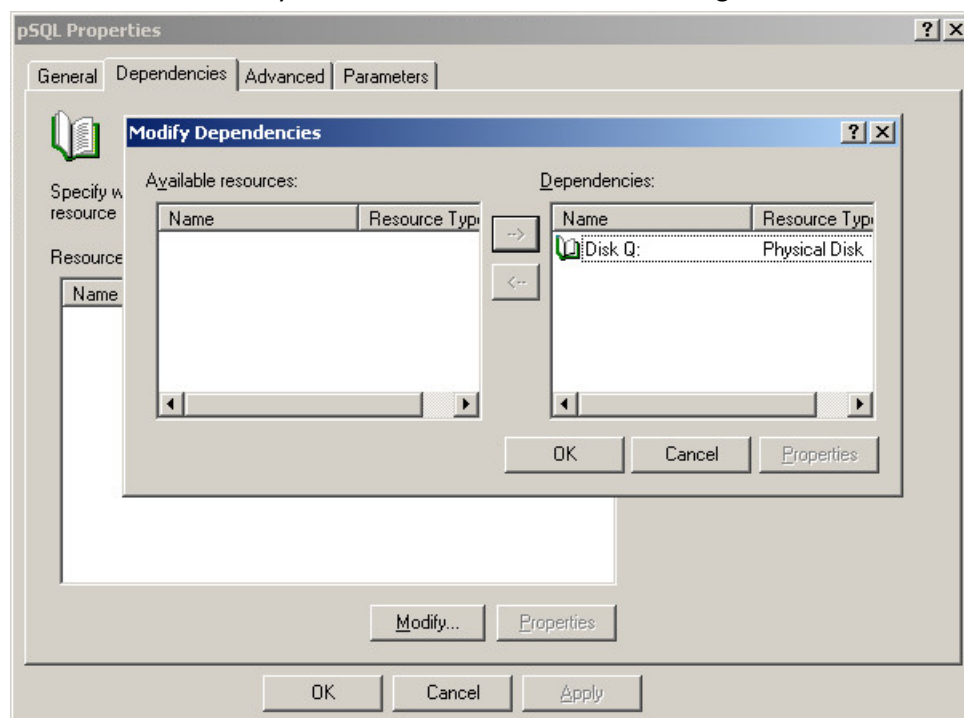 pSQL Properties
General Dependencies Advanced Parameters
Modify Dependencies
Specify w
resource
Available resources:
Dependencies:
Name Resource Typ
Name Resource Typ
Disk Q: Physical Disk
-->
<--
Resource
Name
OK Cancel Properties
Modify... Properties
OK Cancel Apply